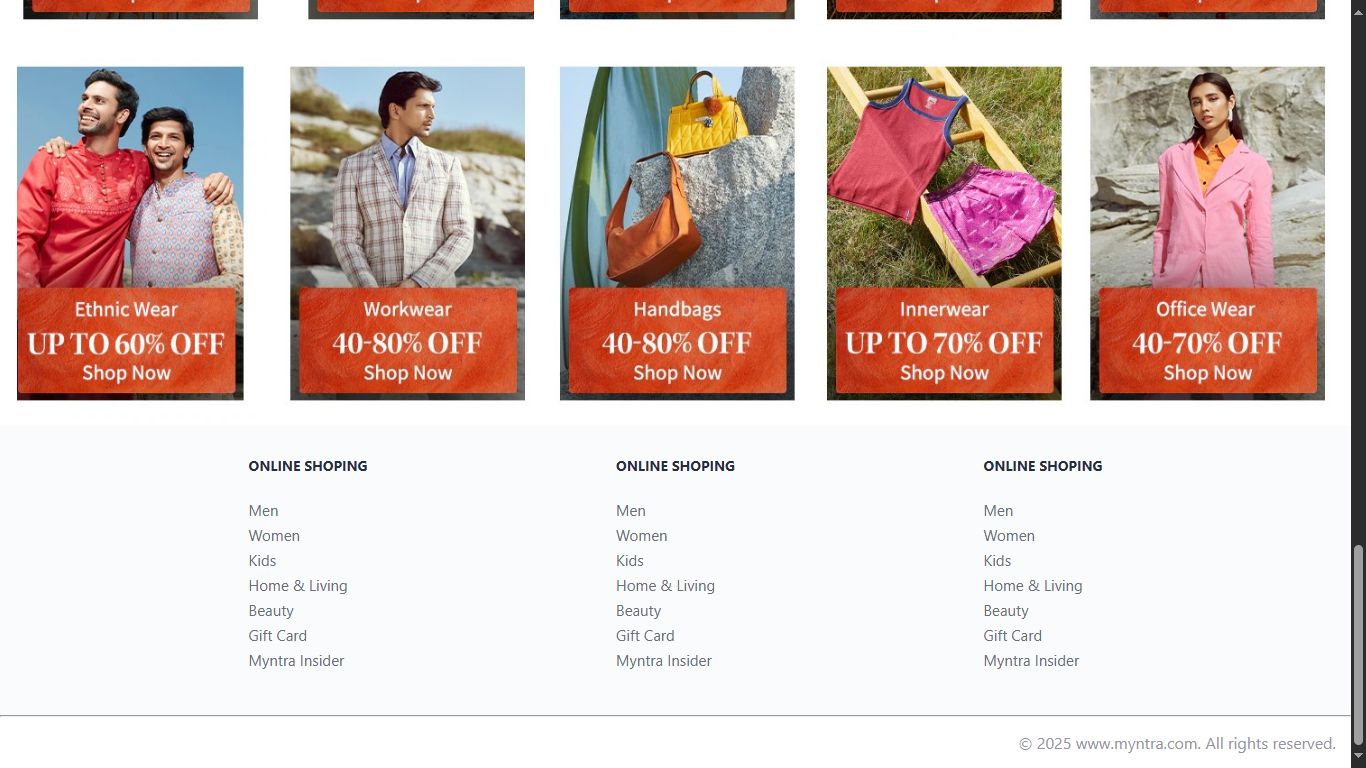 Ethnic Wear
UP TO 60% OFF
Shop Now
Workwear
40-80% OFF
Shop Now
Handbags
40-80% OFF
Shop Now
Innerwear
UP TO 70% OFF
Shop Now
Office Wear
40-70% OFF
Shop Now
ONLINE SHOPING
Men
Women
Kids
Home & Living
Beauty
Gift Card
Myntra Insider
ONLINE SHOPING
Men
Women
Kids
Home & Living
Beauty
Gift Card
Myntra Insider
ONLINE SHOPING
Men
Women
Kids
Home & Living
Beauty
Gift Card
Myntra Insider
© 2025 www.myntra.com. All rights reserved.